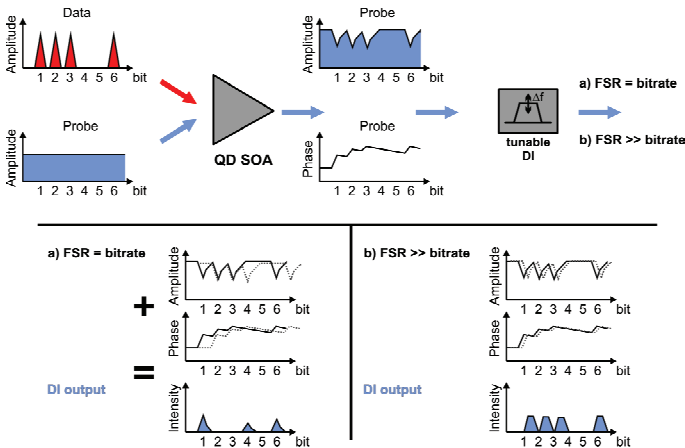 Data
Amplitude
1 2 3 4 5 6 bit
Probe
Amplitude
1 2 3 4 5 6 bit
QD SOA
Probe
Amplitude
1 2 3 4 5 6 bit
Probe
Phase
1 2 3 4 5 6 bit
Δf
tunable
DI
a) FSR = bitrate
b) FSR >> bitrate
a) FSR = bitrate
Amplitude
1 2 3 4 5 6 bit
+
Phase
1 2 3 4 5 6 bit
=
DI output
Intensity
1 2 3 4 5 6 bit
b) FSR >> bitrate
Amplitude
1 2 3 4 5 6 bit
Phase
1 2 3 4 5 6 bit
DI output
Intensity
1 2 3 4 5 6 bit